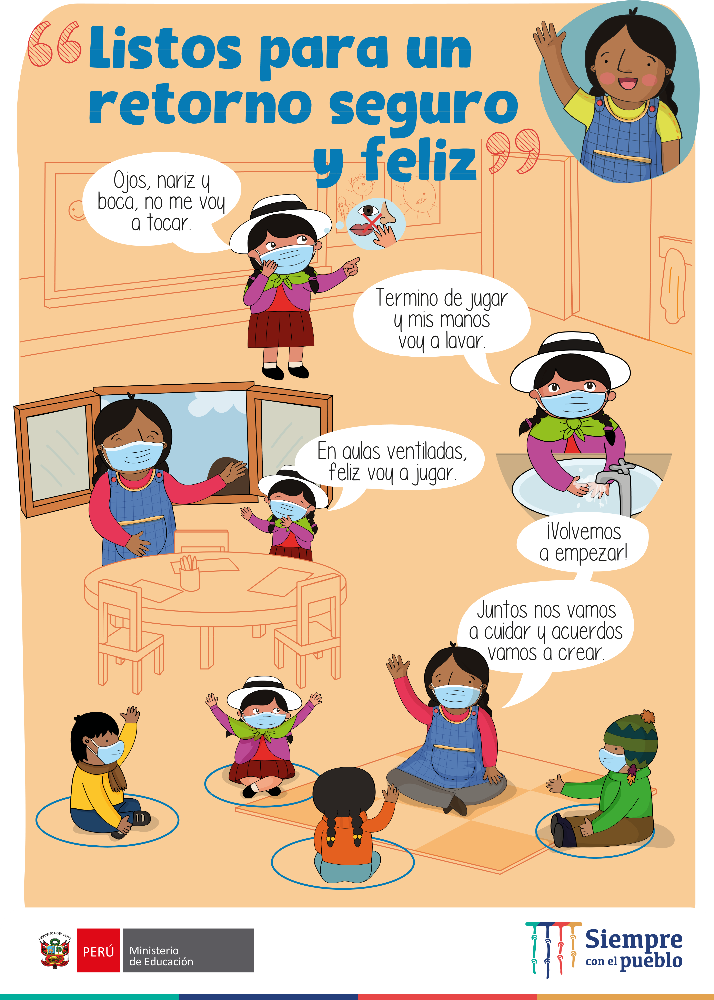 “Listos para un
retorno seguro
y feliz”
Ojos, nariz y
boca, no me voy
a tocar.
Termino de jugar
y mis manos
voy a lavar.
En aulas ventiladas,
feliz voy a jugar.
¡Volvemos
a empezar!
Juntos nos vamos
a cuidar y acuerdos
vamos a crear.
REPÚBLICA DEL PERÚ
PERÚ
Ministerio
de Educación
Siempre
con el pueblo